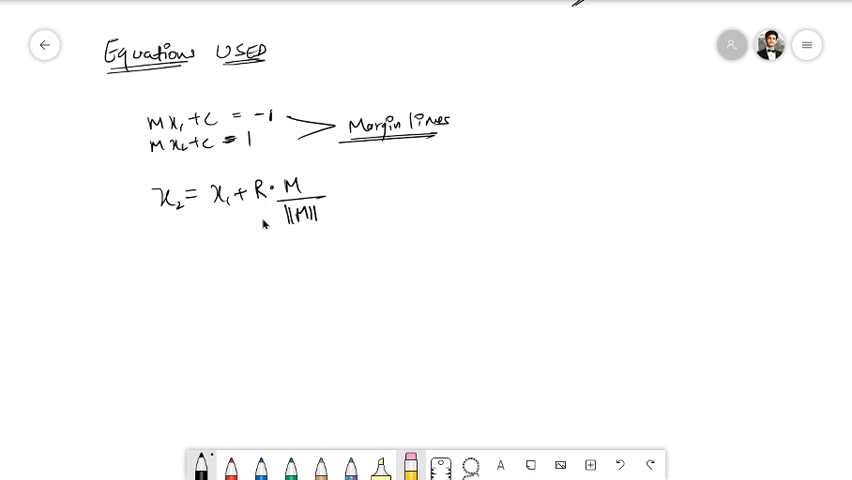 Equations USED
Mx₁+C = -1
Mx₂+C = 1
Margin lines
x₂ = x₁ + R · M / ||M||
A